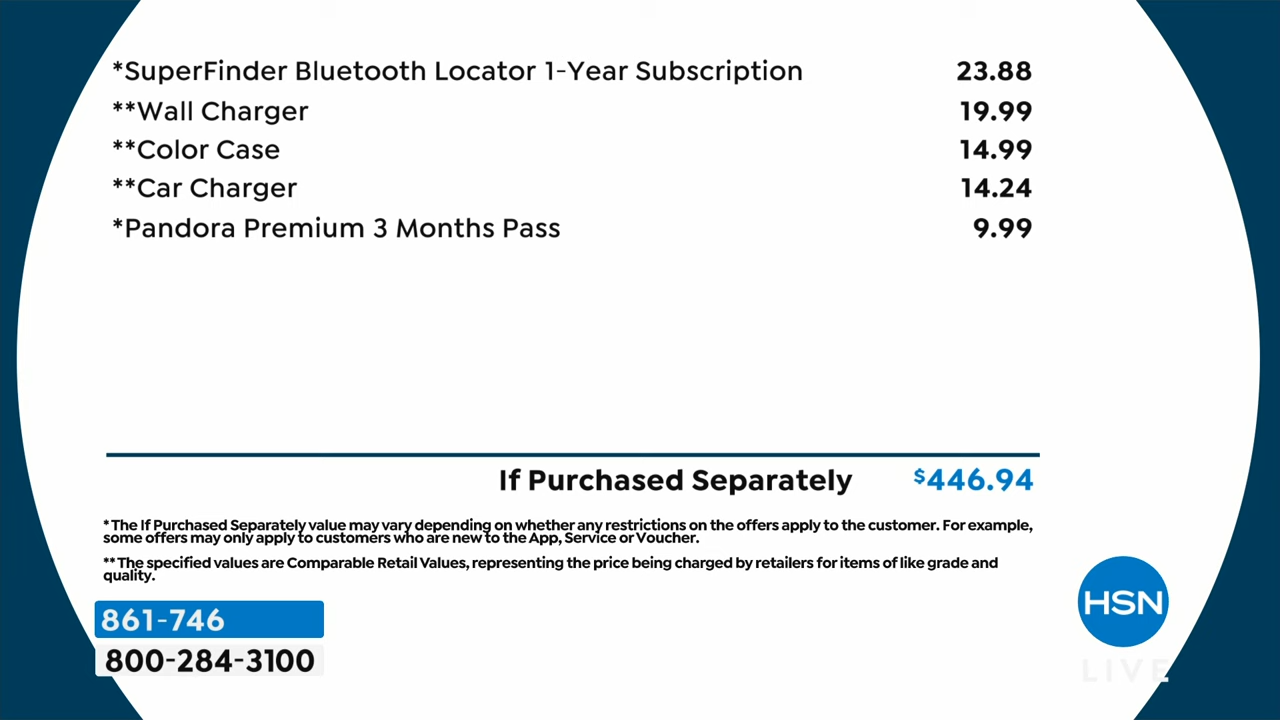 *SuperFinder Bluetooth Locator 1-Year Subscription 23.88
**Wall Charger 19.99
**Color Case 14.99
**Car Charger 14.24
*Pandora Premium 3 Months Pass 9.99
If Purchased Separately $446.94
* The If Purchased Separately value may vary depending on whether any restrictions on the offers apply to the customer. For example,
some offers may only apply to customers who are new to the App, Service or Voucher.
** The specified values are Comparable Retail Values, representing the price being charged by retailers for items of like grade and
quality.
861-746
800-284-3100
HSN
LIVE